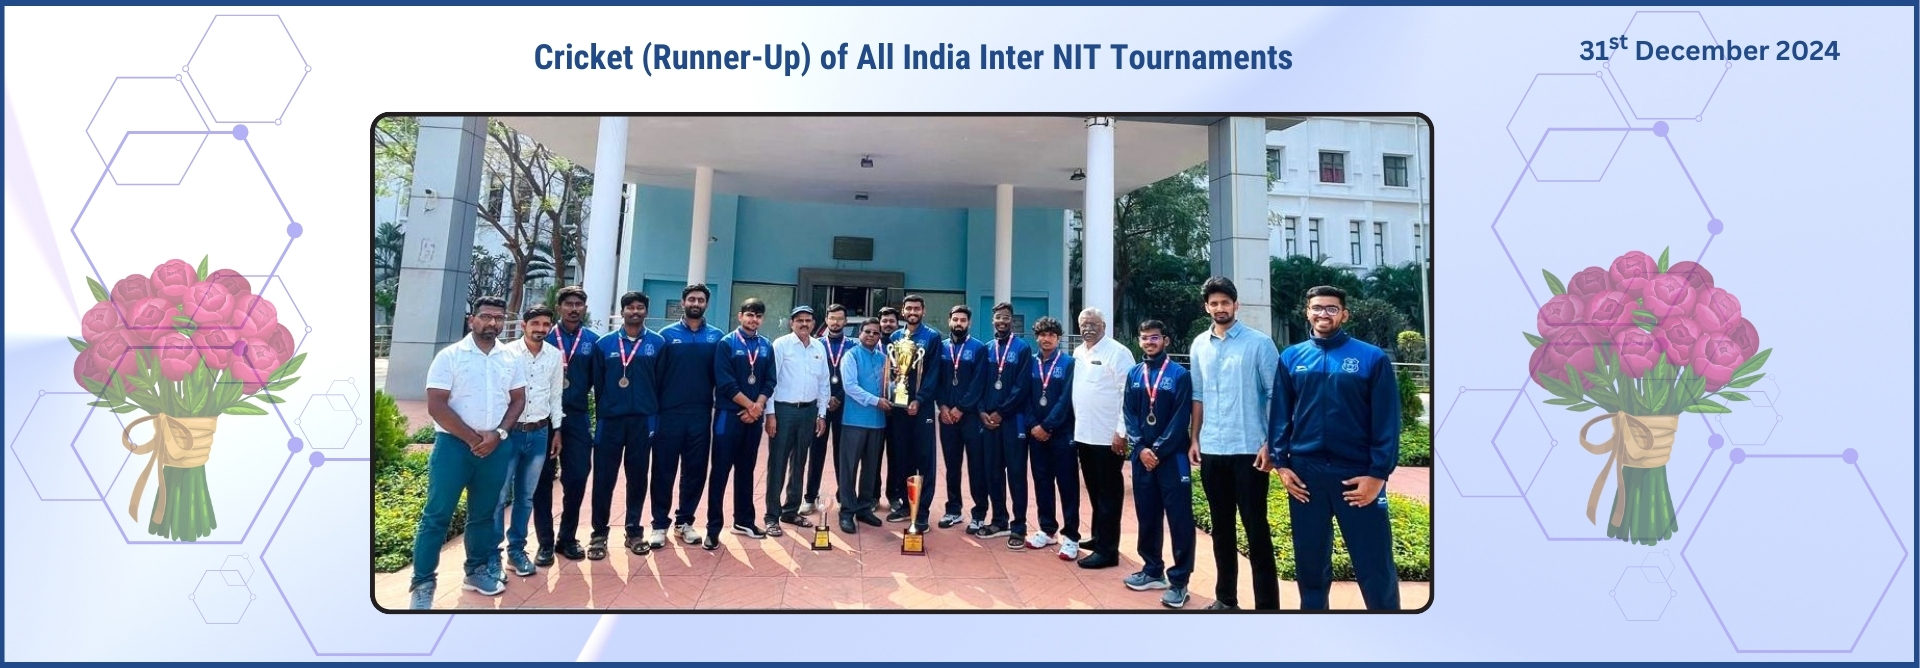 Cricket (Runner-Up) of All India Inter NIT Tournaments
31st December 2024